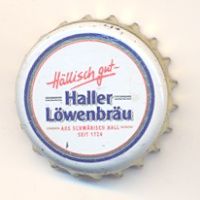 Hällisch gut-
Haller
Löwenbräu
AUS SCHWÄBISCH HALL
SEIT 1724